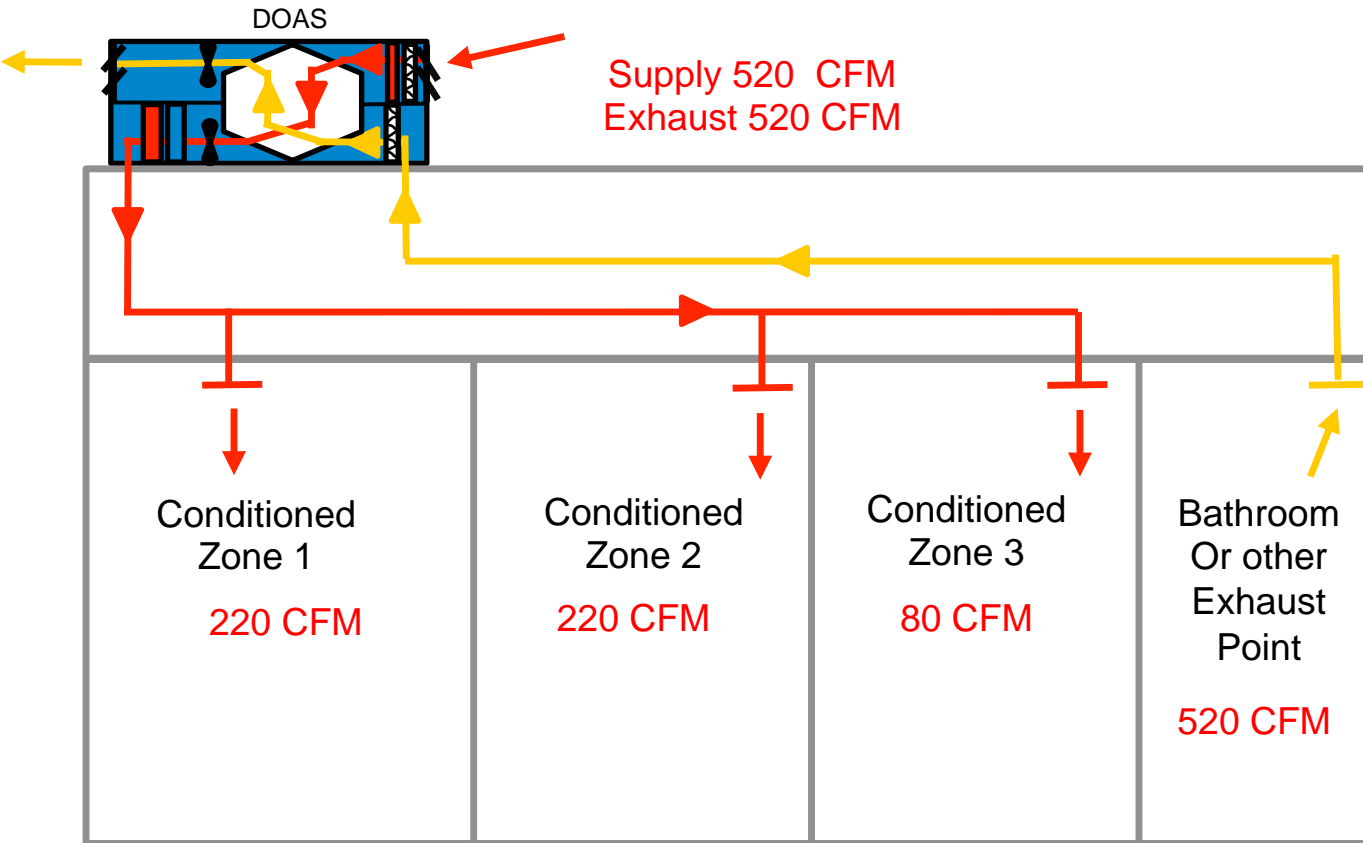 DOAS
Supply 520 CFM
Exhaust 520 CFM
Conditioned
Zone 1
220 CFM
Conditioned
Zone 2
220 CFM
Conditioned
Zone 3
80 CFM
Bathroom
Or other
Exhaust
Point
520 CFM